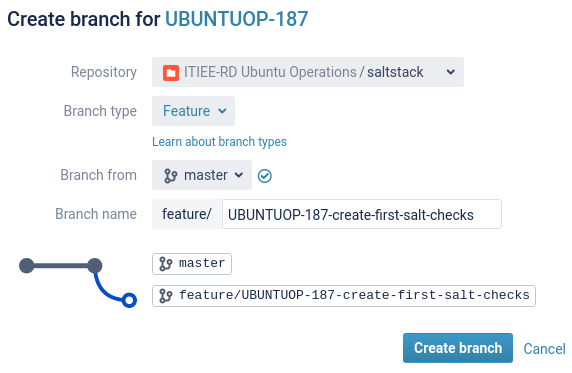 Create branch for UBUNTUOP-187
Repository ITIEE-RD Ubuntu Operations / saltstack
Branch type Feature
Learn about branch types
Branch from master
Branch name feature/ UBUNTUOP-187-create-first-salt-checks
master
feature/UBUNTUOP-187-create-first-salt-checks
Create branch Cancel